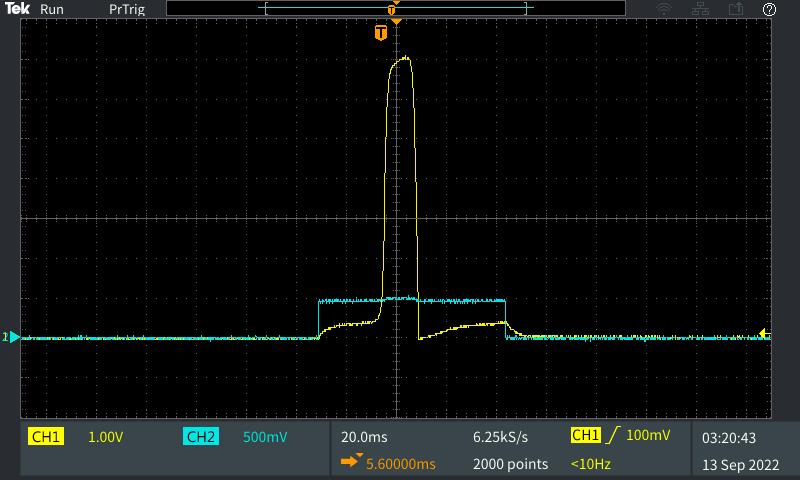 Tek Run PrTrig T ?
T
1
CH1 1.00V CH2 500mV 20.0ms 6.25kS/s CH1 100mV 03:20:43
5.60000ms 2000 points <10Hz 13 Sep 2022